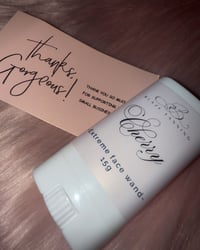 thanks,
Gorgeous!
THANK YOU SO MUCH
FOR SUPPORTING
SMALL BUSINESS
Cherry
Extreme face wand
15g